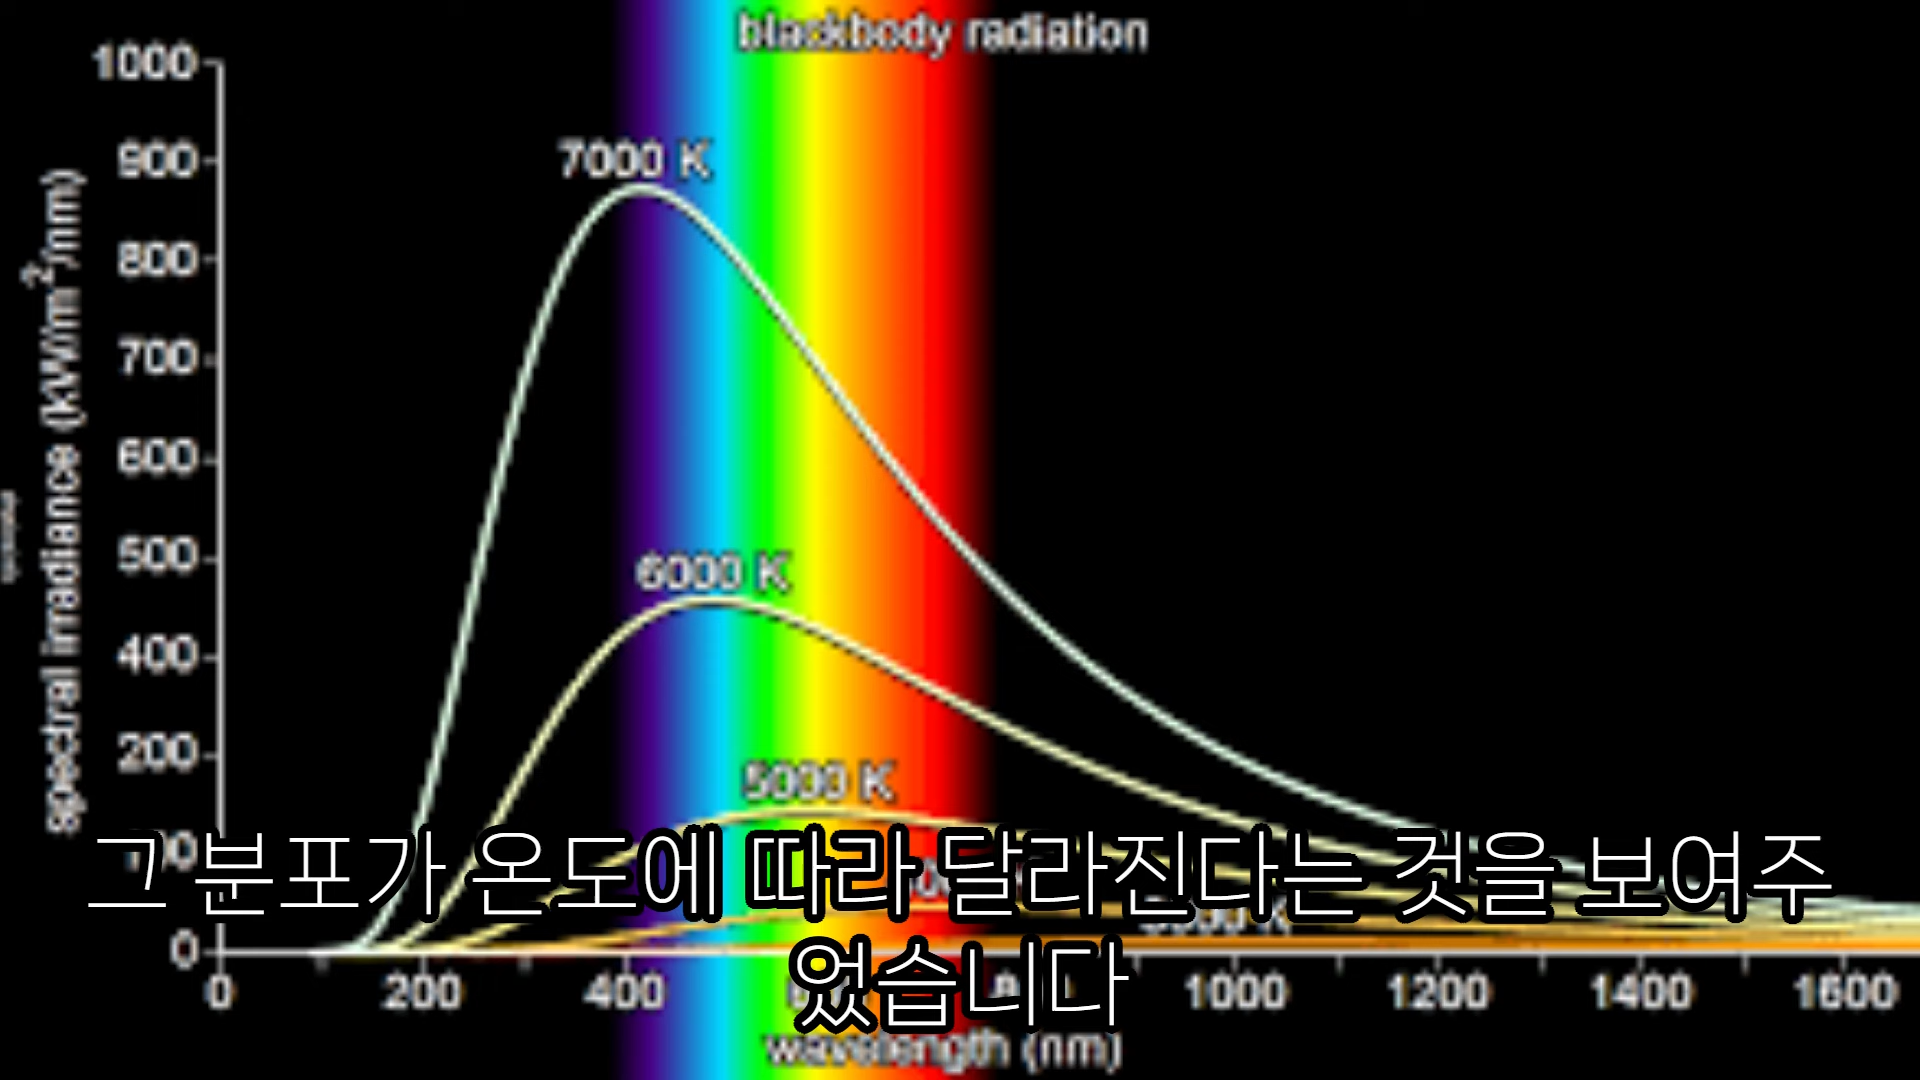 blackbody radiation
1000
900
800
700
600
500
400
200
0
spectral irradiance (kW/m²/nm)
7000 K
6000 K
5000 K
0 200 400 1000 1200 1400 1600
wavelength (nm)
그 분포가 온도에 따라 달라진다는 것을 보여주
었습니다